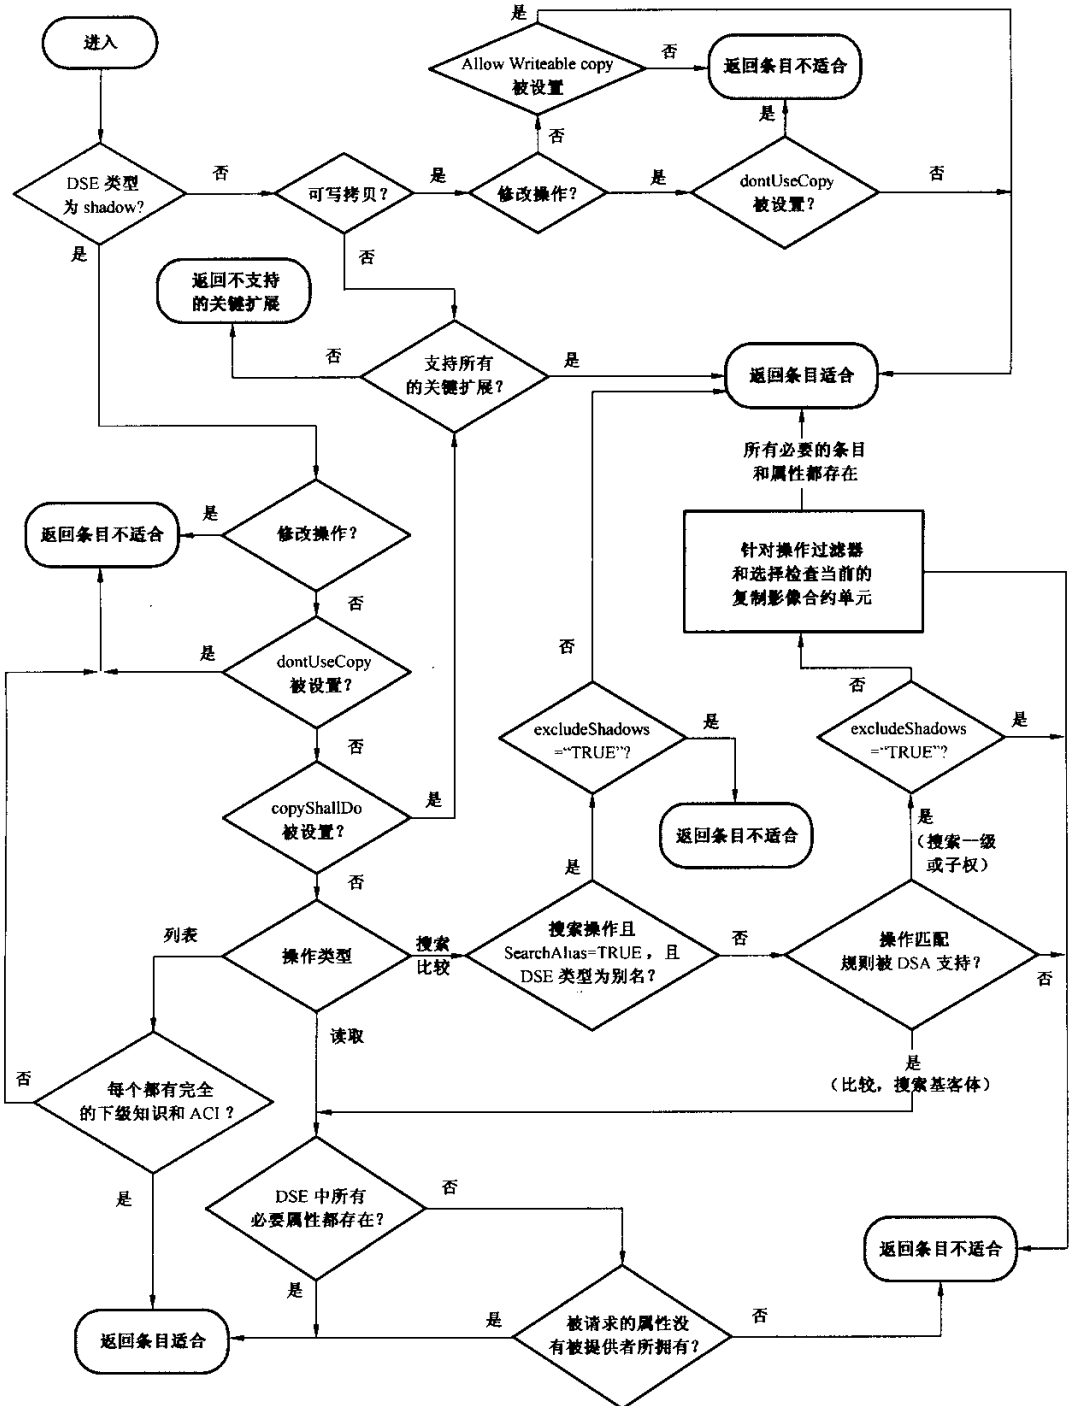 是
进入
Allow Writeable copy
被设置
否
返回条目不适合
否
是
DSE 类型
为 shadow?
否
可写拷贝？
是
修改操作？
是
dontUseCopy
被设置？
否
是
否
返回不支持
的关键扩展
否
支持所有
的关键扩展？
是
返回条目适合
所有必要的条目
和属性都存在
返回条目不适合
是
修改操作？
针对操作过滤器
和选择检查当前的
复制影像合约单元
否
是
dontUseCopy
被设置？
否
否
否
excludeShadows
=“TRUE”?
是
excludeShadows
=“TRUE”?
是
copyShallDo
被设置？
是
返回条目不适合
是
（搜索一级
或子权）
否
是
列表
操作类型
搜索
比较
搜索操作且
SearchAlias=TRUE，且
DSE 类型为别名？
否
操作匹配
规则被 DSA 支持？
否
读取
是
（比较，搜索基客体）
否
每个都有完全
的下级知识和 ACI？
是
DSE 中所有
必要属性都存在？
否
返回条目不适合
是
返回条目适合
是
被请求的属性没
有被提供者所拥有？
否